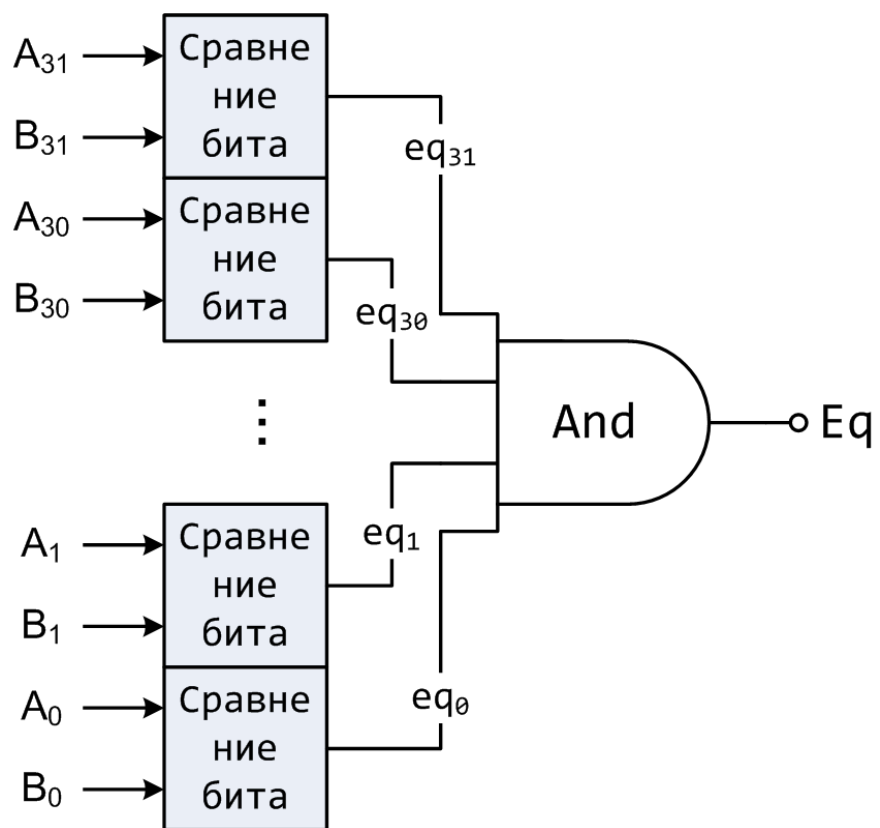 A31
B31
Сравне
ние
бита
eq31
A30
B30
Сравне
ние
бита
eq30
And
Eq
A1
B1
Сравне
ние
бита
eq1
A0
B0
Сравне
ние
бита
eq0